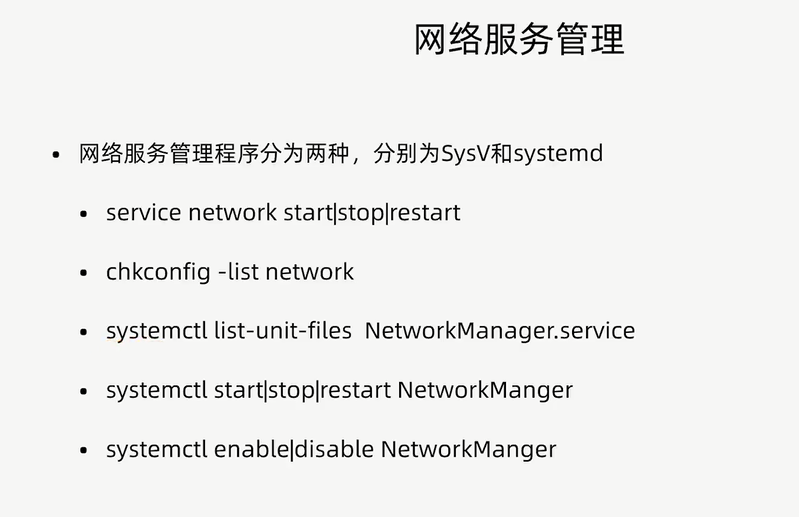 网络服务管理
• 网络服务管理程序分为两种，分别为SysV和systemd
• service network start|stop|restart
• chkconfig -list network
• systemctl list-unit-files  NetworkManager.service
• systemctl start|stop|restart NetworkManger
• systemctl enable|disable NetworkManger